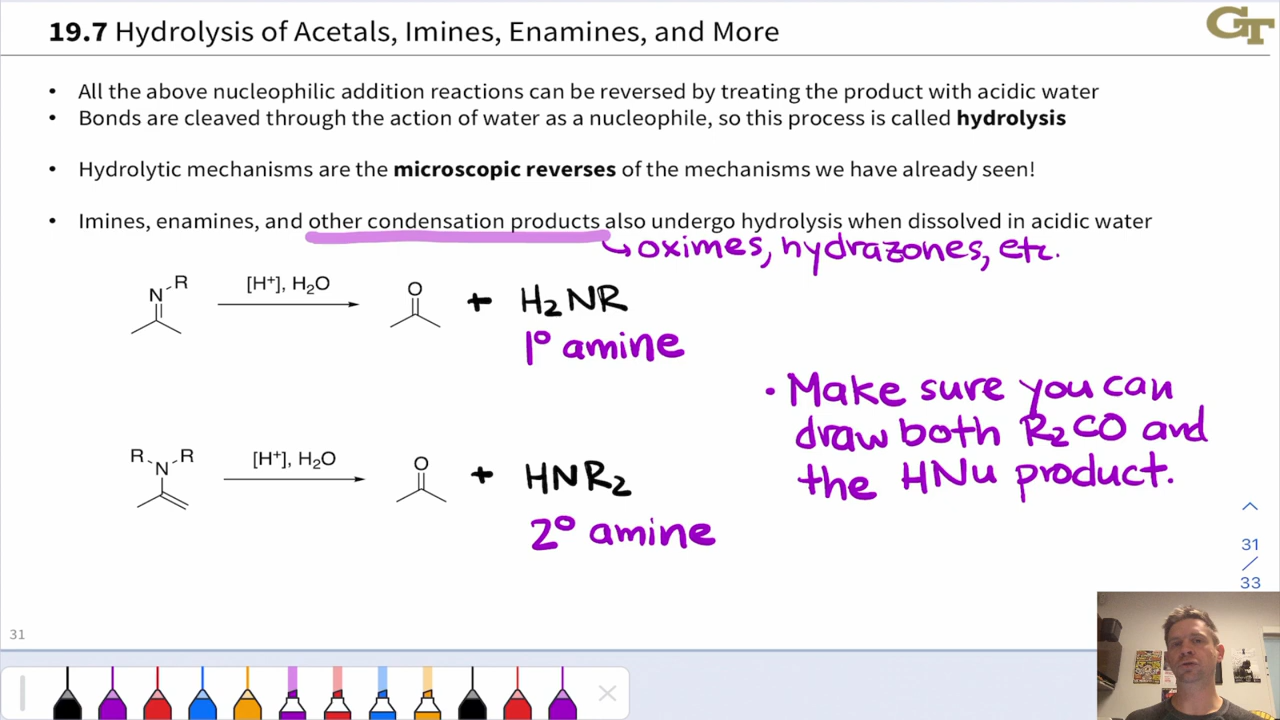 19.7 Hydrolysis of Acetals, Imines, Enamines, and More
GT
• All the above nucleophilic addition reactions can be reversed by treating the product with acidic water
• Bonds are cleaved through the action of water as a nucleophile, so this process is called hydrolysis
• Hydrolytic mechanisms are the microscopic reverses of the mechanisms we have already seen!
• Imines, enamines, and other condensation products also undergo hydrolysis when dissolved in acidic water
oximes, hydrazones, etc.
N R [H⁺], H₂O O + H₂NR
1° amine
• Make sure you can
draw both R₂CO and
the HNu product.
R N R [H⁺], H₂O O + HNR₂
2° amine
31
/
33
31